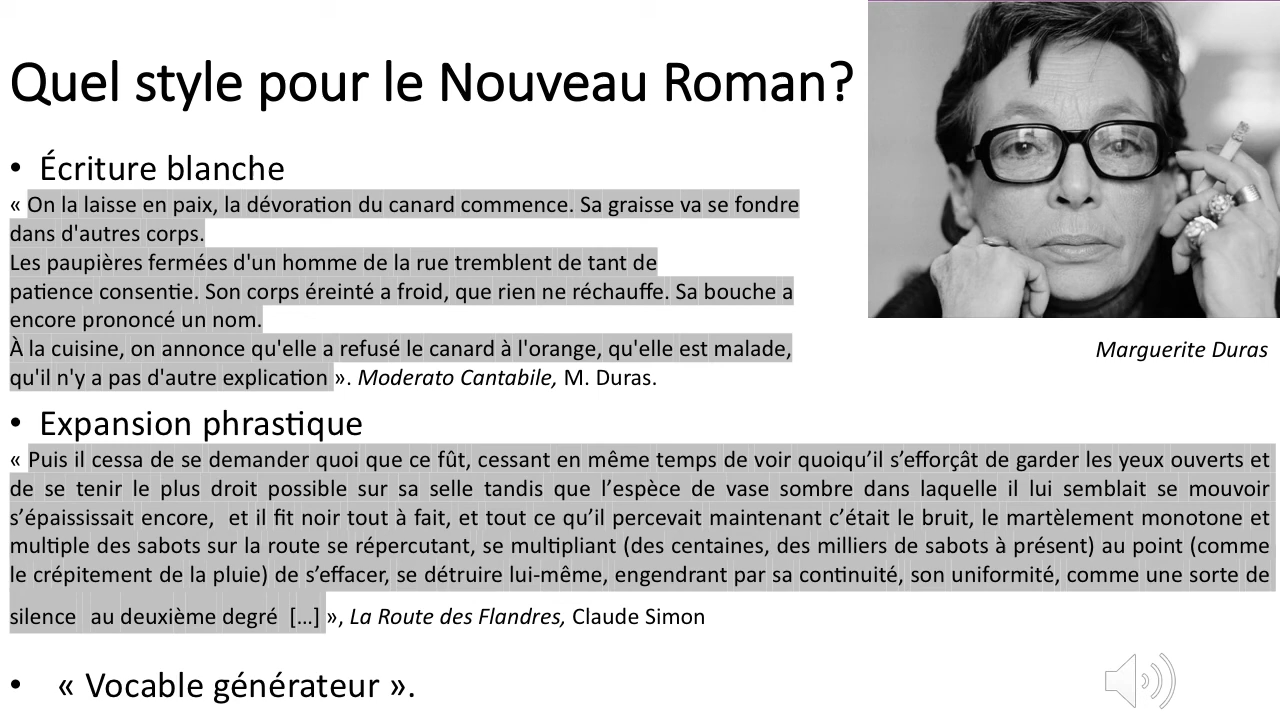 Quel style pour le Nouveau Roman?
• Écriture blanche
« On la laisse en paix, la dévoration du canard commence. Sa graisse va se fondre
dans d'autres corps.
Les paupières fermées d'un homme de la rue tremblent de tant de
patience consentie. Son corps éreinté a froid, que rien ne réchauffe. Sa bouche a
encore prononcé un nom.
À la cuisine, on annonce qu'elle a refusé le canard à l'orange, qu'elle est malade,
qu'il n'y a pas d'autre explication ». Moderato Cantabile, M. Duras.
Marguerite Duras
• Expansion phrastique
« Puis il cessa de se demander quoi que ce fût, cessant en même temps de voir quoiqu’il s’efforçât de garder les yeux ouverts et
de se tenir le plus droit possible sur sa selle tandis que l’espèce de vase sombre dans laquelle il lui semblait se mouvoir
s’épaississait encore, et il fit noir tout à fait, et tout ce qu’il percevait maintenant c’était le bruit, le martèlement monotone et
multiple des sabots sur la route se répercutant, se multipliant (des centaines, des milliers de sabots à présent) au point (comme
le crépitement de la pluie) de s’effacer, se détruire lui-même, engendrant par sa continuité, son uniformité, comme une sorte de
silence au deuxième degré […] », La Route des Flandres, Claude Simon
• « Vocable générateur ».